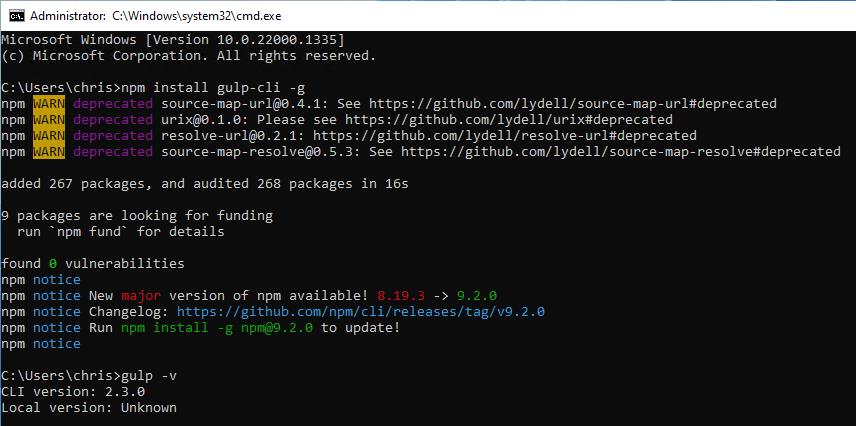 Administrator: C:\Windows\system32\cmd.exe
Microsoft Windows [Version 10.0.22000.1335]
(c) Microsoft Corporation. All rights reserved.
C:\Users\chris>npm install gulp-cli -g
npm WARN deprecated source-map-url@0.4.1: See https://github.com/lydell/source-map-url#deprecated
npm WARN deprecated urix@0.1.0: Please see https://github.com/lydell/urix#deprecated
npm WARN deprecated resolve-url@0.2.1: https://github.com/lydell/resolve-url#deprecated
npm WARN deprecated source-map-resolve@0.5.3: See https://github.com/lydell/source-map-resolve#deprecated
added 267 packages, and audited 268 packages in 16s
9 packages are looking for funding
  run `npm fund` for details
found 0 vulnerabilities
npm notice
npm notice New major version of npm available! 8.19.3 -> 9.2.0
npm notice Changelog: https://github.com/npm/cli/releases/tag/v9.2.0
npm notice Run npm install -g npm@9.2.0 to update!
npm notice
C:\Users\chris>gulp -v
CLI version: 2.3.0
Local version: Unknown